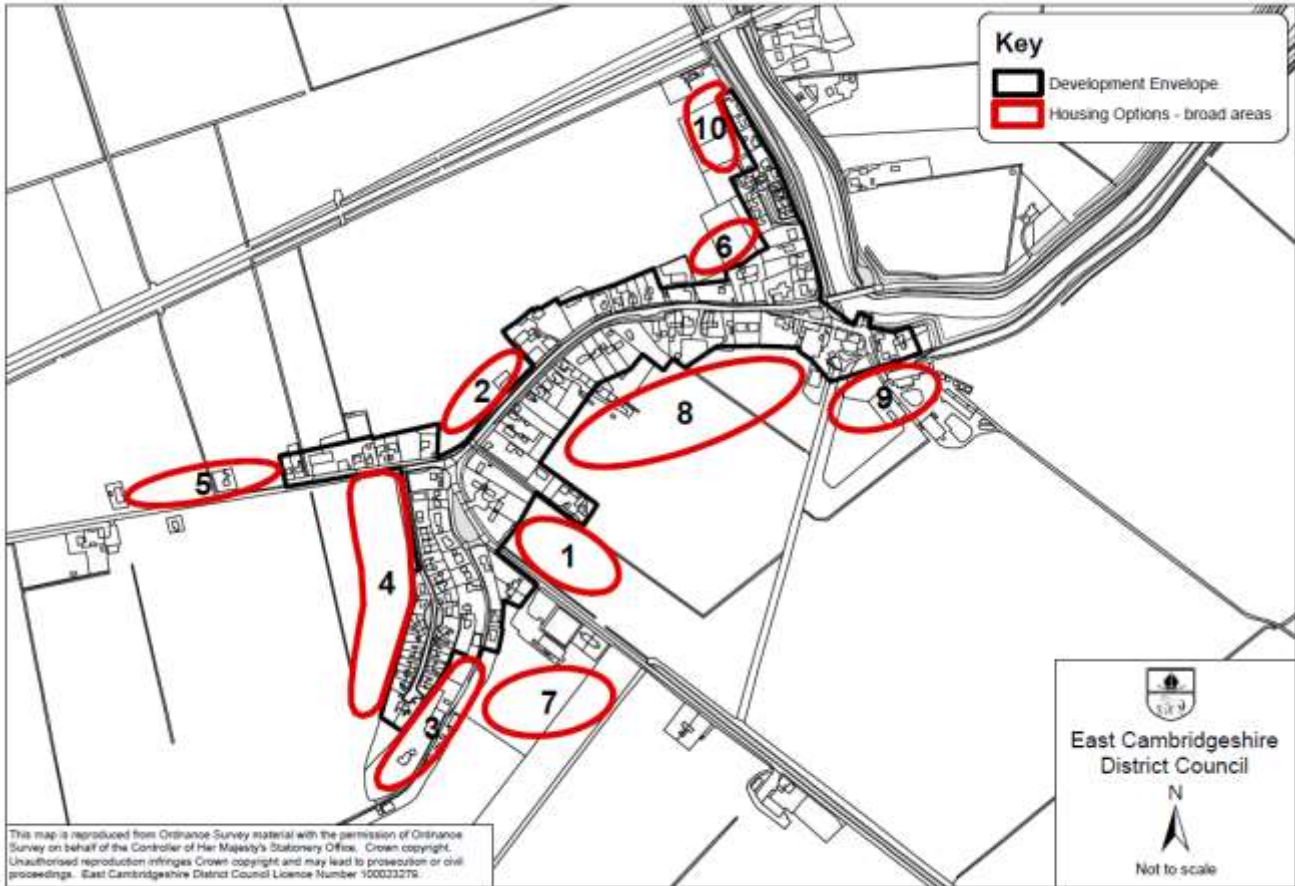 Key
Development Envelope
Housing Options - broad areas
10
6
2
8
9
5
1
4
7
3
East Cambridgeshire
District Council
N
Not to scale
This map is reproduced from Ordnance Survey material with the permission of Ordnance
Survey on behalf of the Controller of Her Majesty's Stationery Office. Crown copyright.
Unauthorised reproduction infringes Crown copyright and may lead to prosecution or civil
proceedings. East Cambridgeshire District Council Licence Number 100023279.